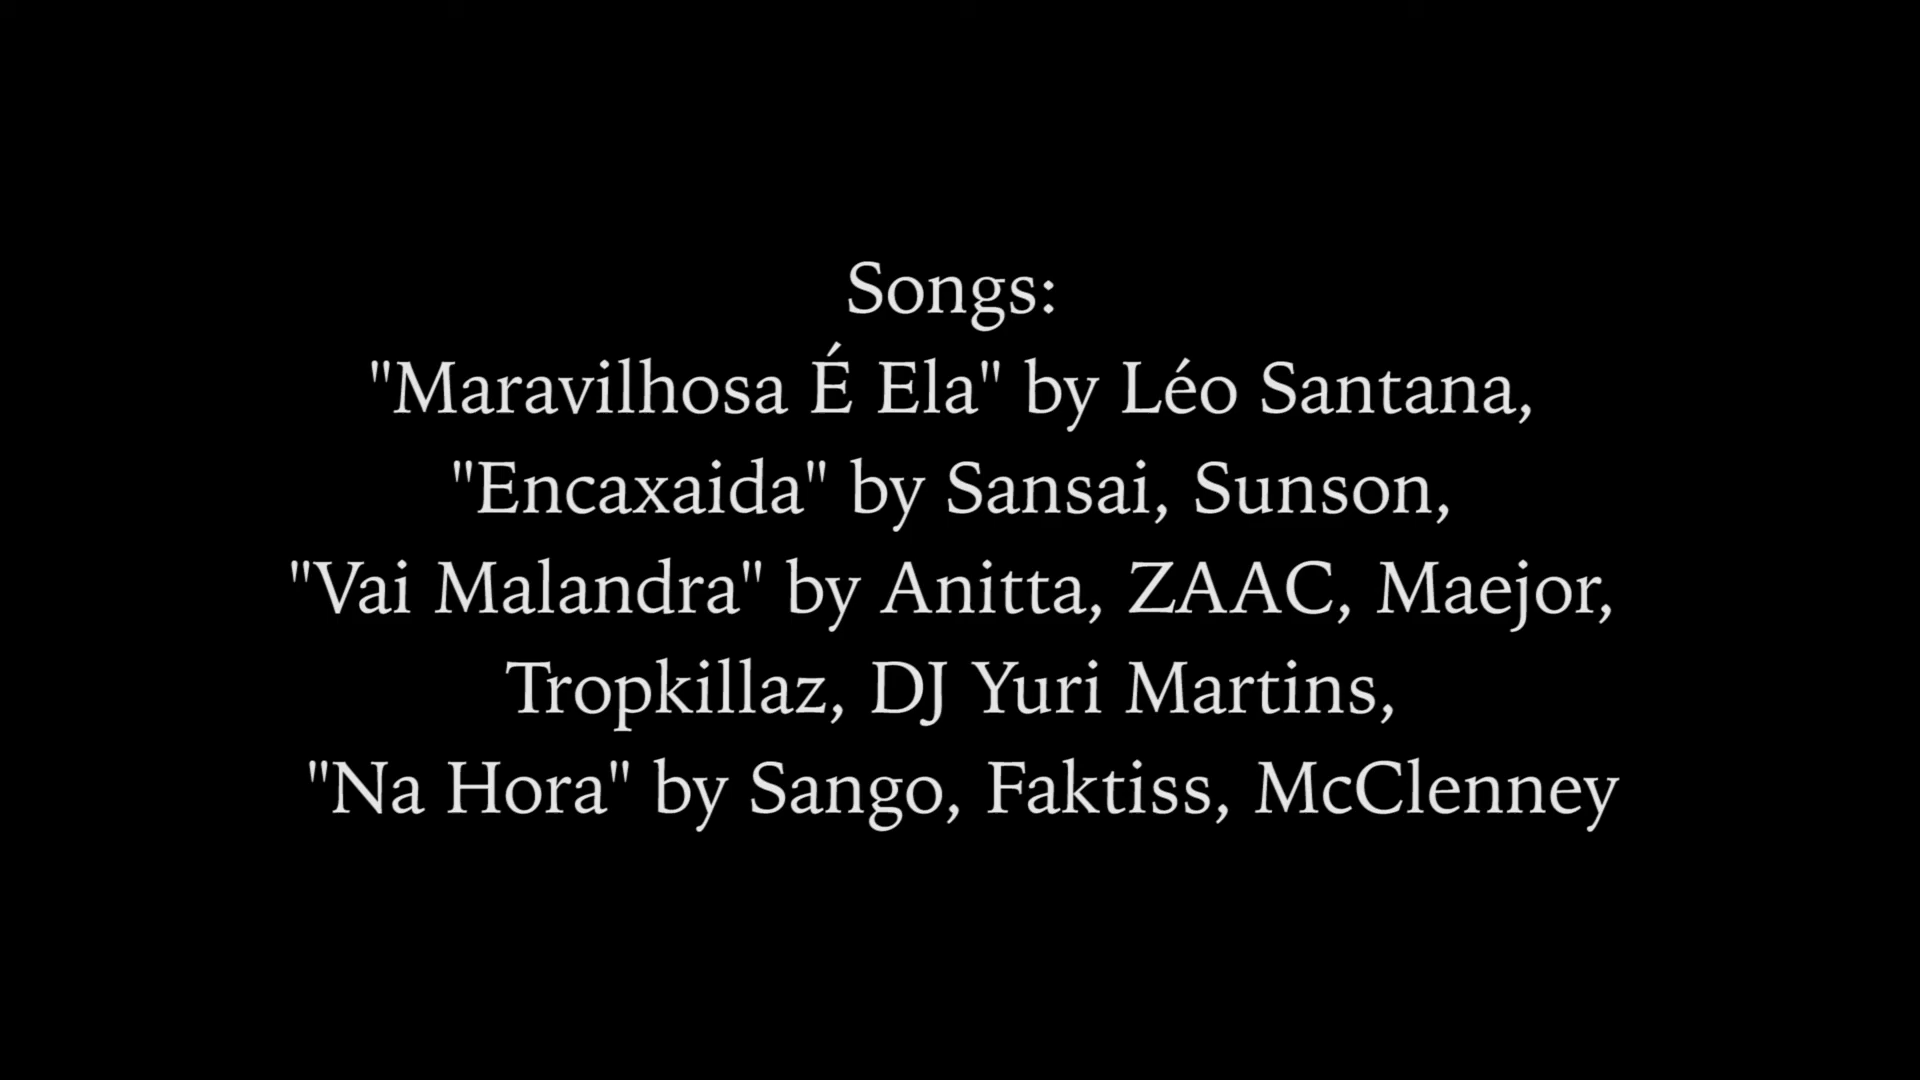 Songs:
"Maravilhosa É Ela" by Léo Santana,
"Encaxaida" by Sansai, Sunson,
"Vai Malandra" by Anitta, ZAAC, Maejor,
Tropkillaz, DJ Yuri Martins,
"Na Hora" by Sango, Faktiss, McClenney